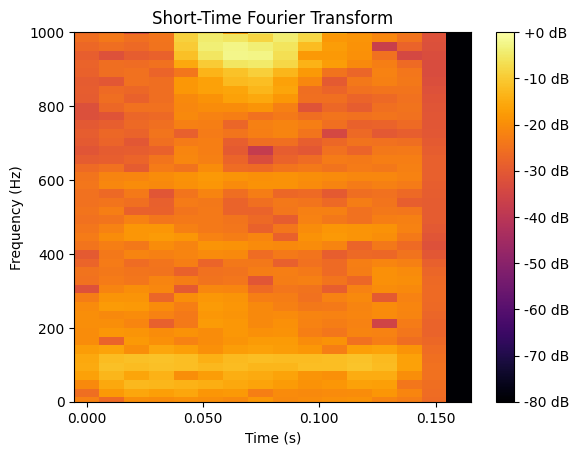 Short-Time Fourier Transform
1000
800
600
400
200
0
Frequency (Hz)
0.000
0.050
0.100
0.150
Time (s)
+0 dB
-10 dB
-20 dB
-30 dB
-40 dB
-50 dB
-60 dB
-70 dB
-80 dB